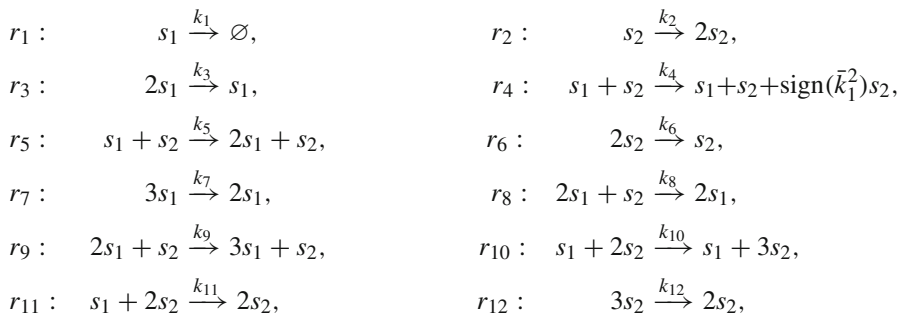 r₁ : s₁ —k₁→ ∅, r₂ : s₂ —k₂→ 2s₂,
r₃ : 2s₁ —k₃→ s₁, r₄ : s₁ + s₂ —k₄→ s₁+s₂+sign(k̄₁²)s₂,
r₅ : s₁ + s₂ —k₅→ 2s₁ + s₂, r₆ : 2s₂ —k₆→ s₂,
r₇ : 3s₁ —k₇→ 2s₁, r₈ : 2s₁ + s₂ —k₈→ 2s₁,
r₉ : 2s₁ + s₂ —k₉→ 3s₁ + s₂, r₁₀ : s₁ + 2s₂ —k₁₀→ s₁ + 3s₂,
r₁₁ : s₁ + 2s₂ —k₁₁→ 2s₂, r₁₂ : 3s₂ —k₁₂→ 2s₂,